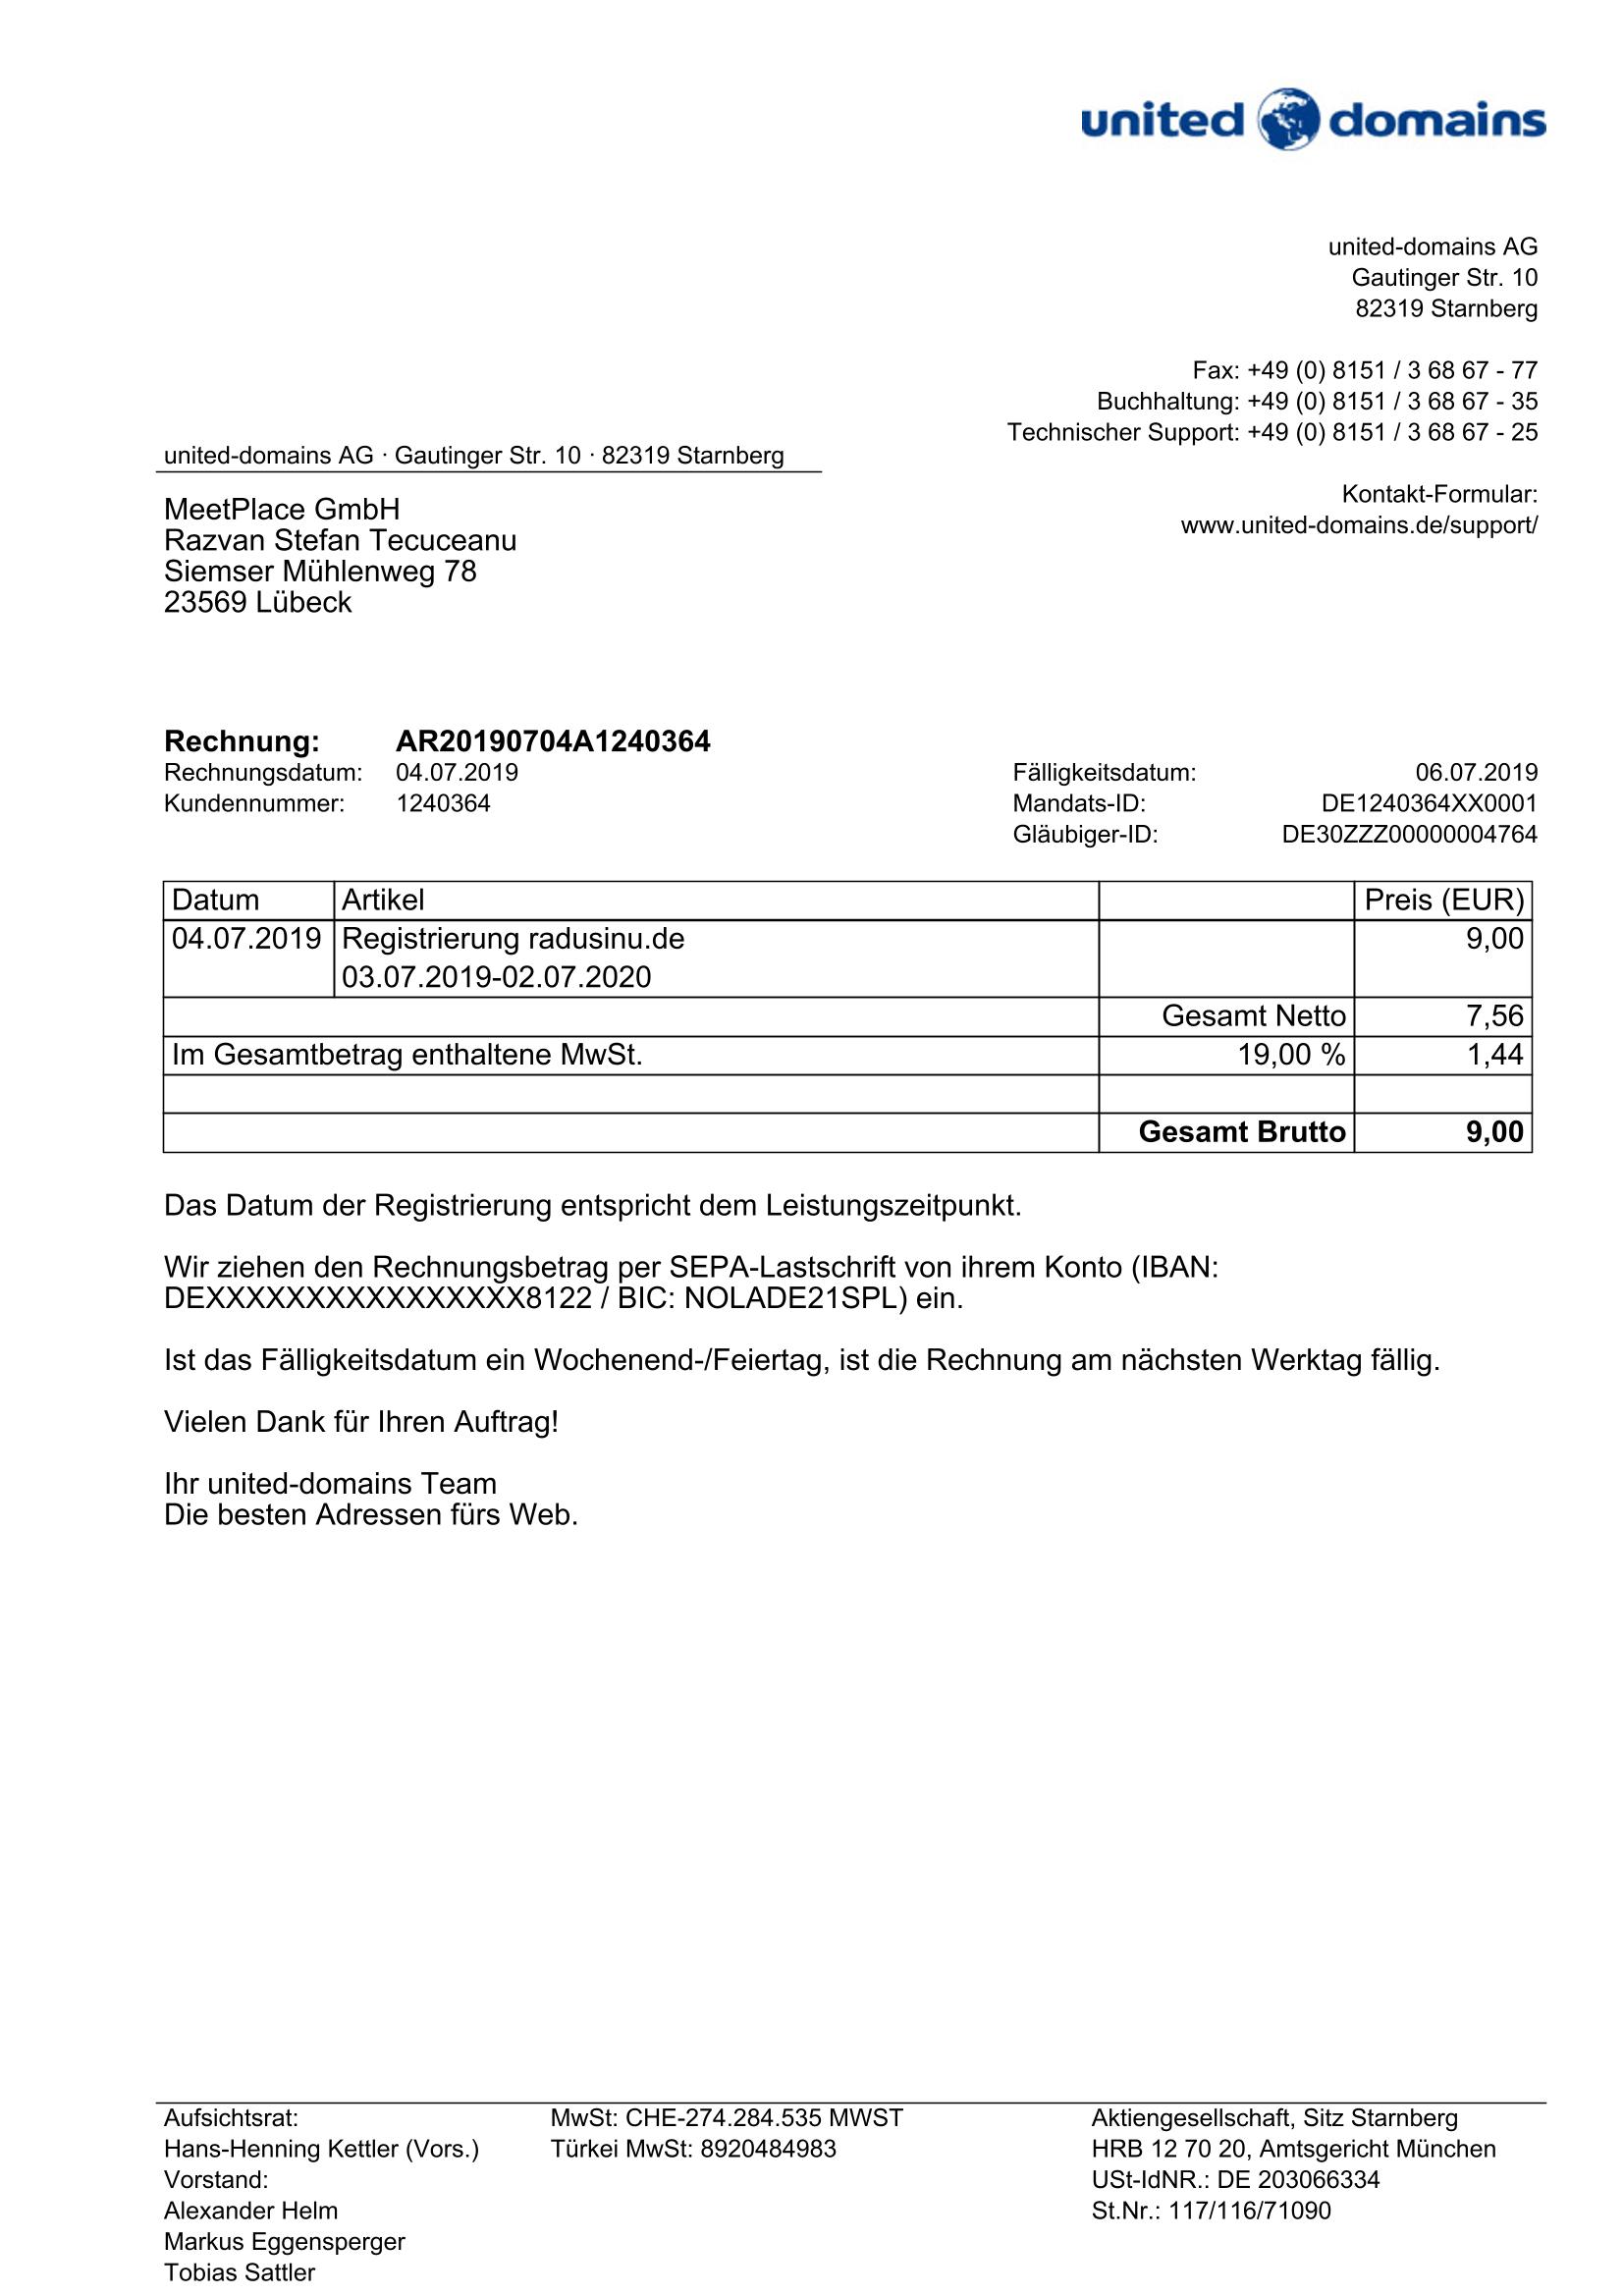 united domains
united-domains AG
Gautinger Str. 10
82319 Starnberg
Fax: +49 (0) 8151 / 3 68 67 - 77
Buchhaltung: +49 (0) 8151 / 3 68 67 - 35
Technischer Support: +49 (0) 8151 / 3 68 67 - 25
Kontakt-Formular:
www.united-domains.de/support/
united-domains AG · Gautinger Str. 10 · 82319 Starnberg
MeetPlace GmbH
Razvan Stefan Tecuceanu
Siemser Mühlenweg 78
23569 Lübeck
Rechnung: AR20190704A1240364
Rechnungsdatum: 04.07.2019 Fälligkeitsdatum: 06.07.2019
Kundennummer: 1240364 Mandats-ID: DE1240364XX0001
Gläubiger-ID: DE30ZZZ00000004764
Datum Artikel Preis (EUR)
04.07.2019 Registrierung radusinu.de 9,00
03.07.2019-02.07.2020
Gesamt Netto 7,56
Im Gesamtbetrag enthaltene MwSt. 19,00 % 1,44
Gesamt Brutto 9,00
Das Datum der Registrierung entspricht dem Leistungszeitpunkt.
Wir ziehen den Rechnungsbetrag per SEPA-Lastschrift von ihrem Konto (IBAN:
DEXXXXXXXXXXXXXXXX8122 / BIC: NOLADE21SPL) ein.
Ist das Fälligkeitsdatum ein Wochenend-/Feiertag, ist die Rechnung am nächsten Werktag fällig.
Vielen Dank für Ihren Auftrag!
Ihr united-domains Team
Die besten Adressen fürs Web.
Aufsichtsrat: MwSt: CHE-274.284.535 MWST Aktiengesellschaft, Sitz Starnberg
Hans-Henning Kettler (Vors.) Türkei MwSt: 8920484983 HRB 12 70 20, Amtsgericht München
Vorstand: USt-IdNR.: DE 203066334
Alexander Helm St.Nr.: 117/116/71090
Markus Eggensperger
Tobias Sattler